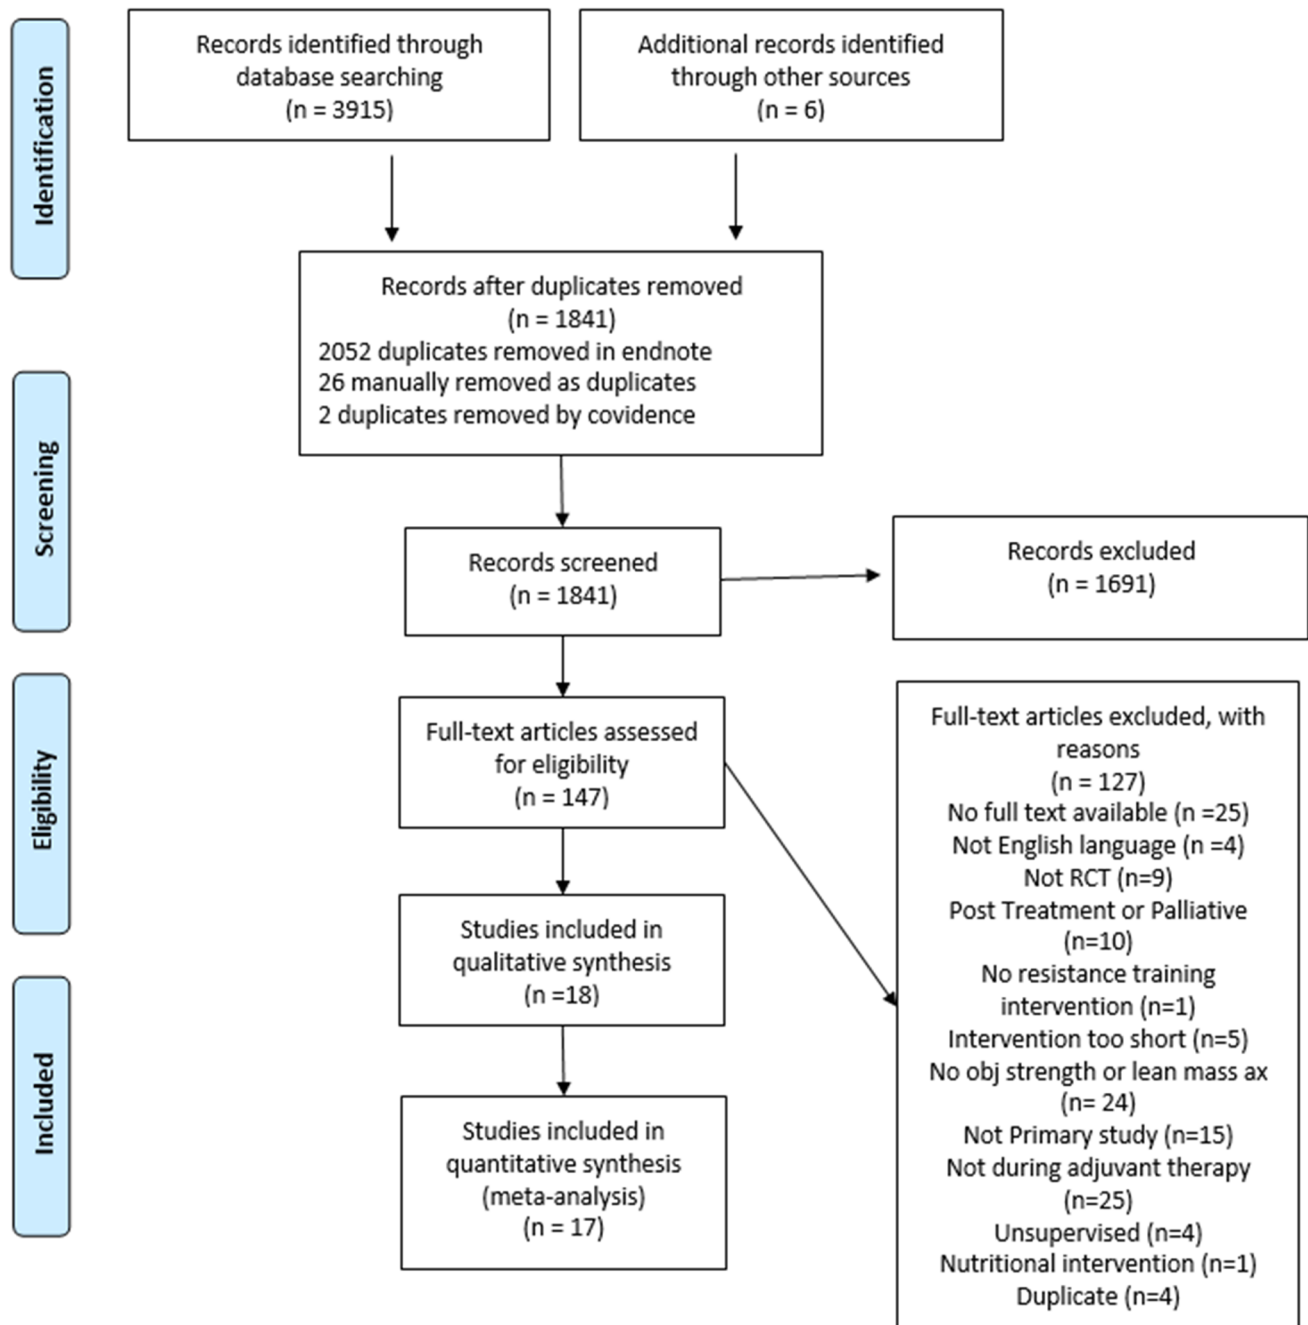 Identification
Records identified through
database searching
(n = 3915)
Additional records identified
through other sources
(n = 6)
Records after duplicates removed
(n = 1841)
2052 duplicates removed in endnote
26 manually removed as duplicates
2 duplicates removed by covidence
Screening
Records screened
(n = 1841)
Records excluded
(n = 1691)
Eligibility
Full-text articles assessed
for eligibility
(n = 147)
Full-text articles excluded, with
reasons
(n = 127)
No full text available (n =25)
Not English language (n =4)
Not RCT (n=9)
Post Treatment or Palliative
(n=10)
No resistance training
intervention (n=1)
Intervention too short (n=5)
No obj strength or lean mass ax
(n= 24)
Not Primary study (n=15)
Not during adjuvant therapy
(n=25)
Unsupervised (n=4)
Nutritional intervention (n=1)
Duplicate (n=4)
Studies included in
qualitative synthesis
(n =18)
Included
Studies included in
quantitative synthesis
(meta-analysis)
(n = 17)